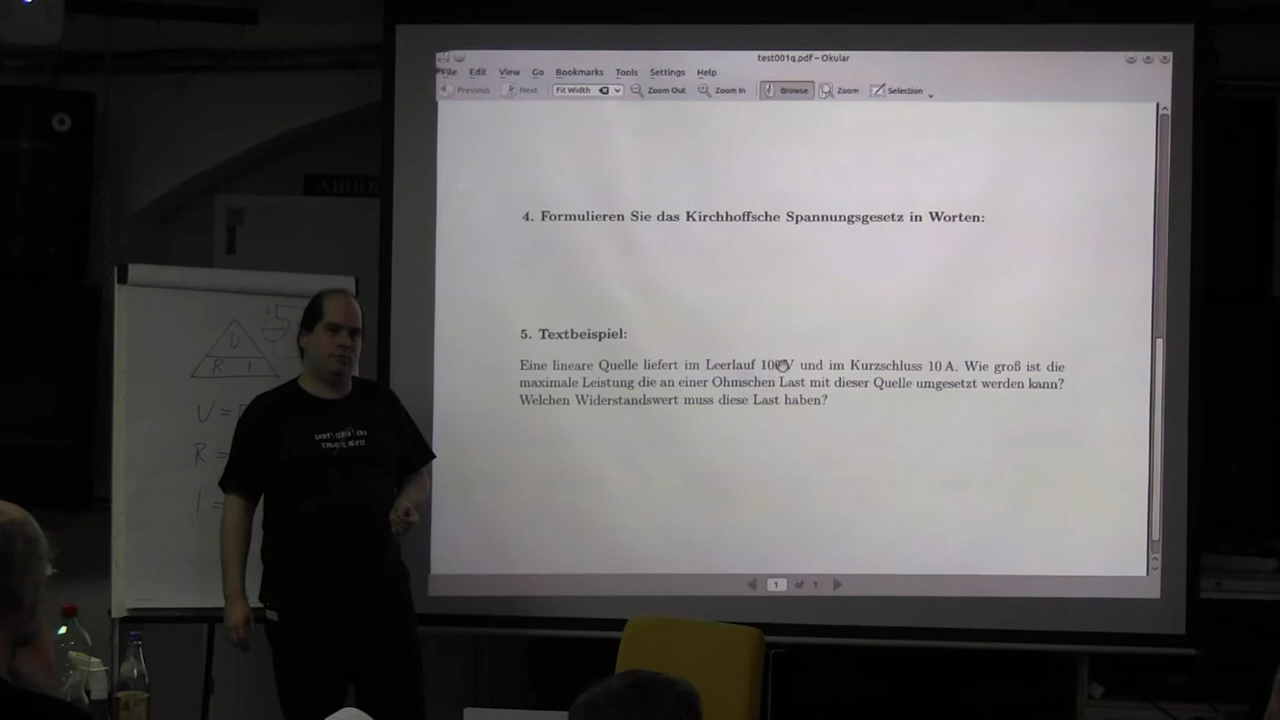 test001q.pdf – Okular
File Edit View Go Bookmarks Tools Settings Help
Previous Next Fit Width Zoom Out Zoom In Browse Zoom Selection
4. Formulieren Sie das Kirchhoffsche Spannungsgesetz in Worten:
5. Textbeispiel:
Eine lineare Quelle liefert im Leerlauf 100 V und im Kurzschluss 10 A. Wie groß ist die
maximale Leistung die an einer Ohmschen Last mit dieser Quelle umgesetzt werden kann?
Welchen Widerstandswert muss diese Last haben?
1 of 1
U
R I
U =
R =
I =